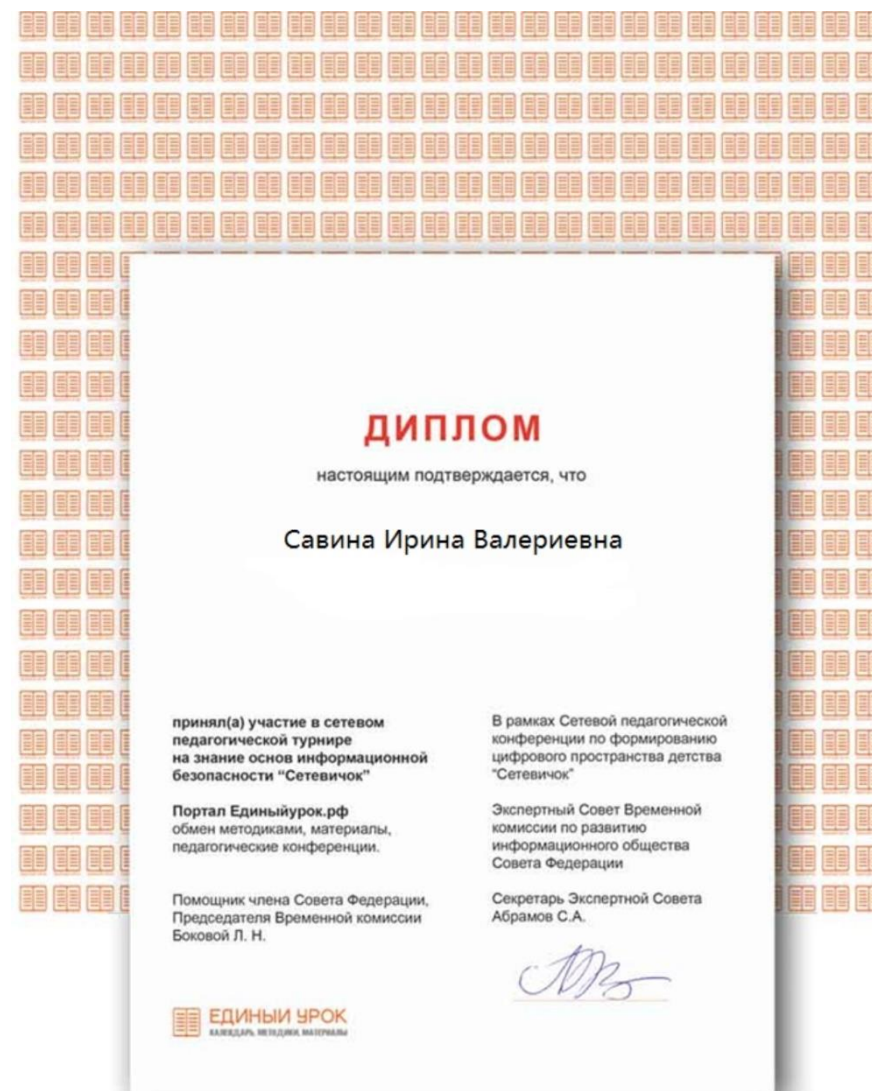 ДИПЛОМ
настоящим подтверждается, что
Савина Ирина Валериевна
принял(а) участие в сетевом
педагогической турнире
на знание основ информационной
безопасности “Сетевичок”
Портал Единыйурок.рф
обмен методиками, материалы,
педагогические конференции.
Помощник члена Совета Федерации,
Председателя Временной комиссии
Боковой Л. Н.
В рамках Сетевой педагогической
конференции по формированию
цифрового пространства детства
“Сетевичок”
Экспертный Совет Временной
комиссии по развитию
информационного общества
Совета Федерации
Секретарь Экспертной Совета
Абрамов С.А.
ЕДИНЫЙ УРОК
КАЛЕНДАРЬ, МЕТОДИКИ, МАТЕРИАЛЫ